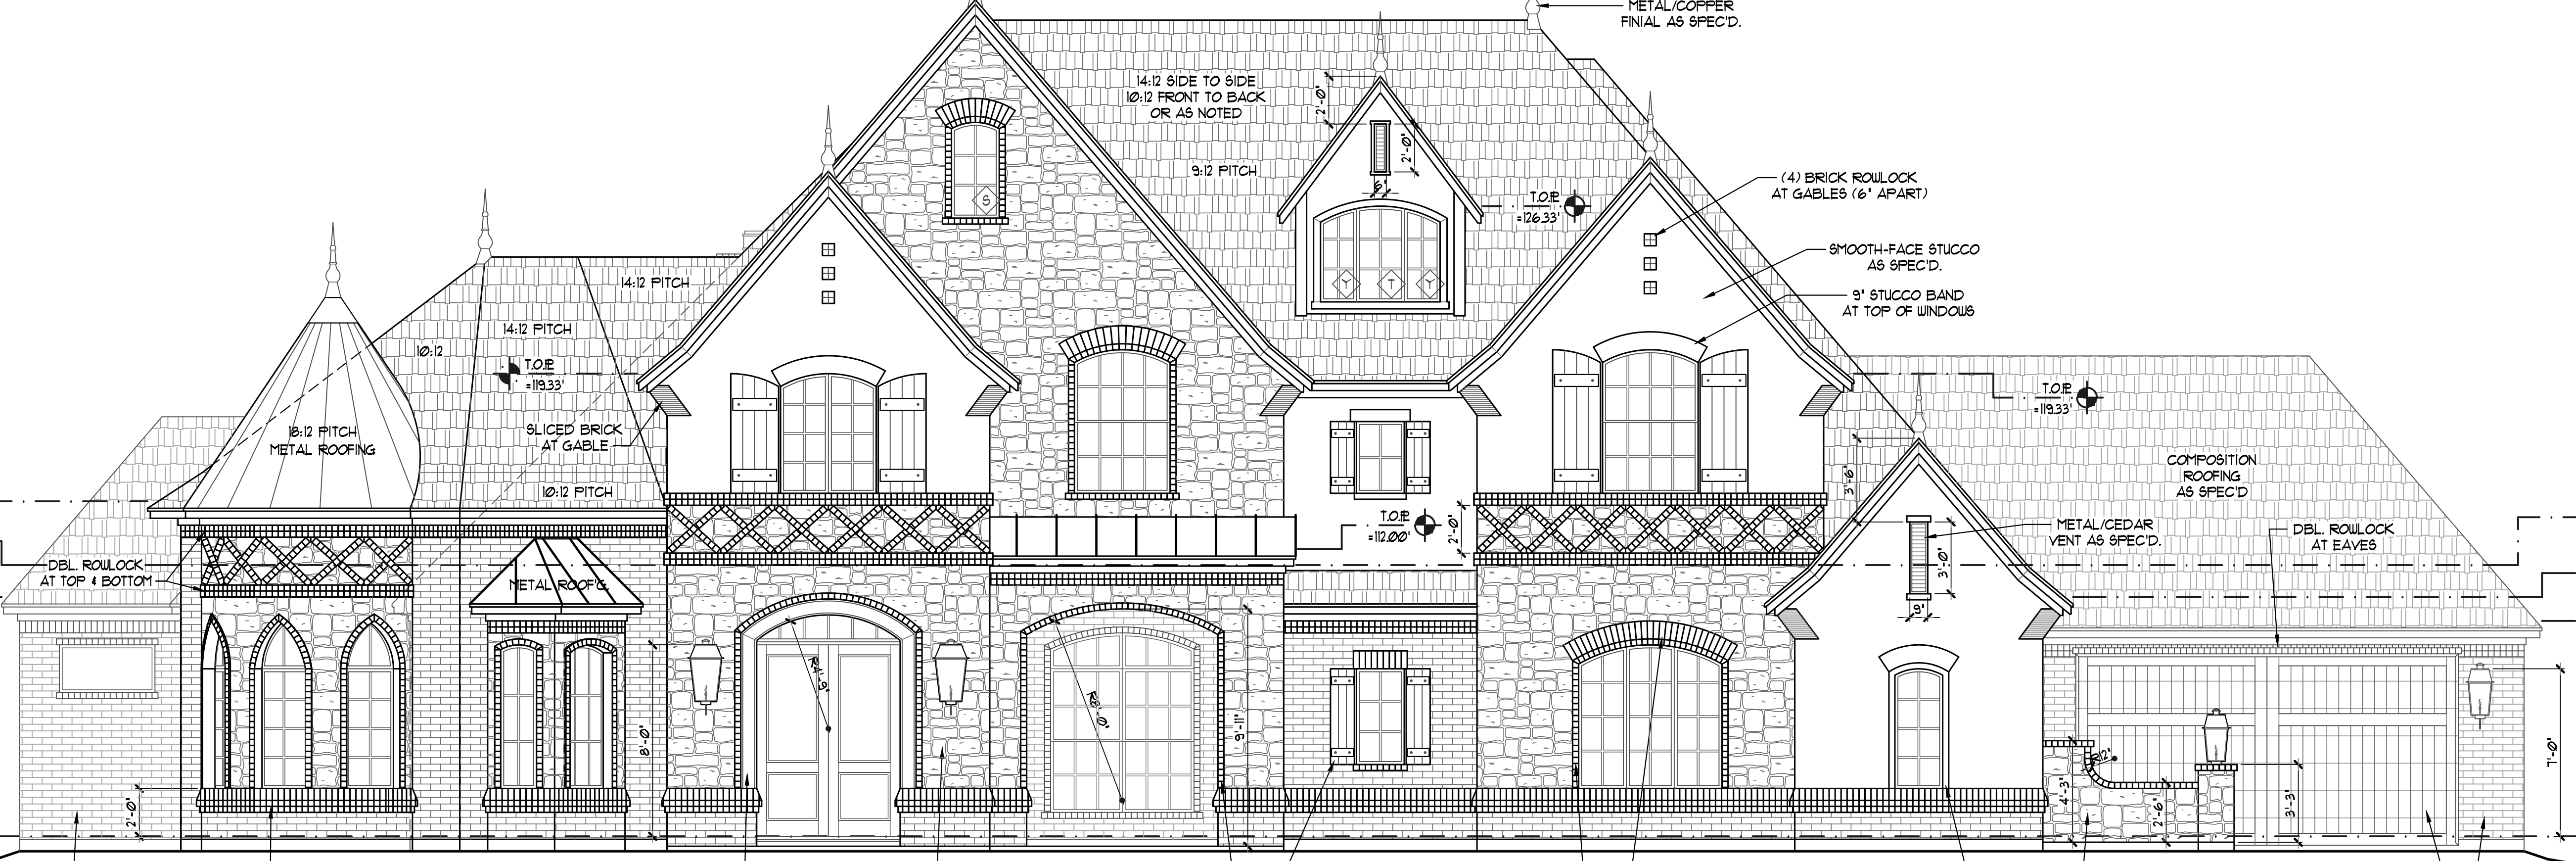 METAL/COPPER
FINIAL AS SPEC'D.
14:12 SIDE TO SIDE
10:12 FRONT TO BACK
OR AS NOTED
2'-0"
2'-0"
6"
9:12 PITCH
S
Y
T
Y
T.O.P.
=126.33'
(4) BRICK ROWLOCK
AT GABLES (6" APART)
SMOOTH-FACE STUCCO
AS SPEC'D.
9" STUCCO BAND
AT TOP OF WINDOWS
14:12 PITCH
14:12 PITCH
10:12
T.O.P.
=119.33'
18:12 PITCH
METAL ROOFING
SLICED BRICK
AT GABLE
10:12 PITCH
T.O.P.
=119.33'
COMPOSITION
ROOFING
AS SPEC'D
3'-6"
T.O.P.
=112.00'
2'-0"
METAL/CEDAR
VENT AS SPEC'D.
3'-0"
9"
DBL. ROWLOCK
AT EAVES
DBL. ROWLOCK
AT TOP & BOTTOM
METAL ROOF'G.
R4'-9"
R8'-0"
9'-11"
8'-0"
2'-0"
R12"
4'-3"
2'-6"
3'-3"
7'-0"